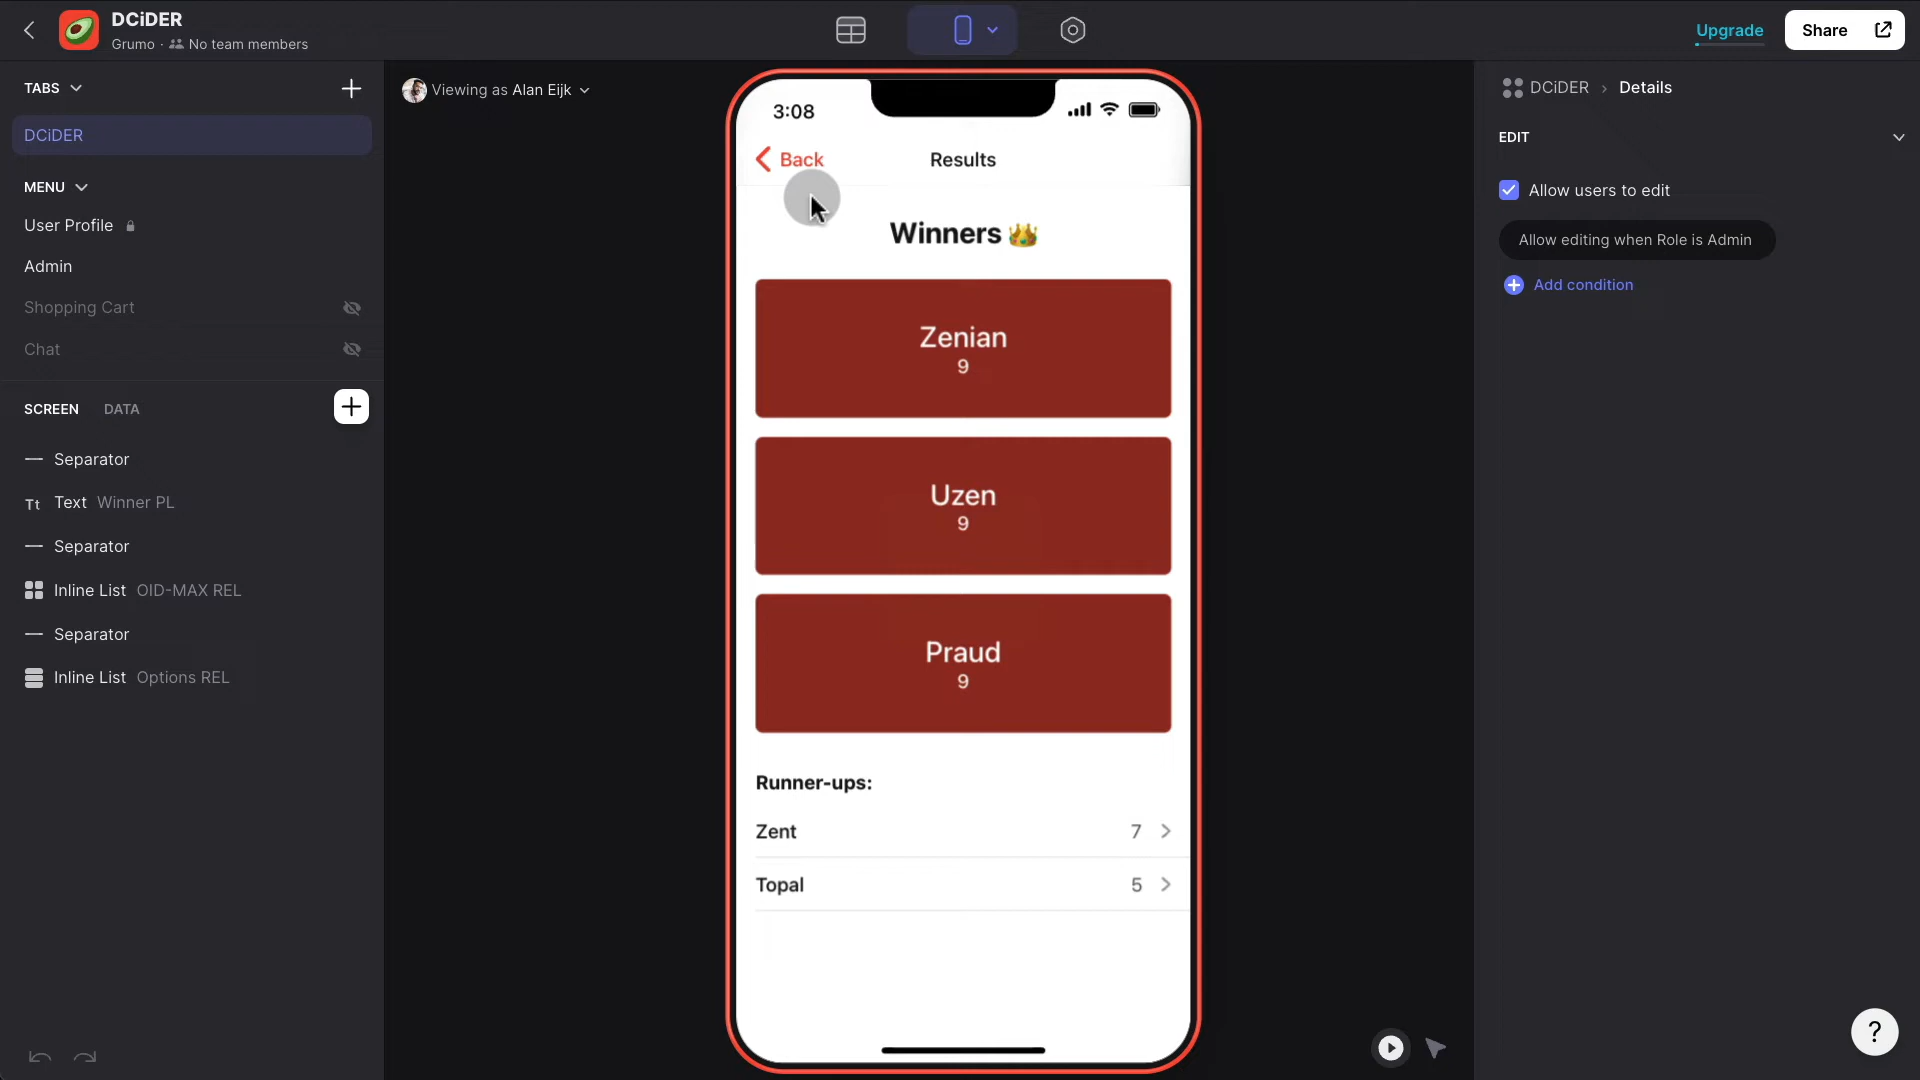 DCiDER
Grumo · No team members
Upgrade
Share
TABS
DCiDER
MENU
User Profile
Admin
Shopping Cart
Chat
SCREEN DATA
Separator
Tt Text Winner PL
Separator
Inline List OID-MAX REL
Separator
Inline List Options REL
Viewing as Alan Eijk
3:08
Back Results
Winners
Zenian
9
Uzen
9
Praud
9
Runner-ups:
Zent 7
Topal 5
DCiDER › Details
EDIT
Allow users to edit
Allow editing when Role is Admin
Add condition
?